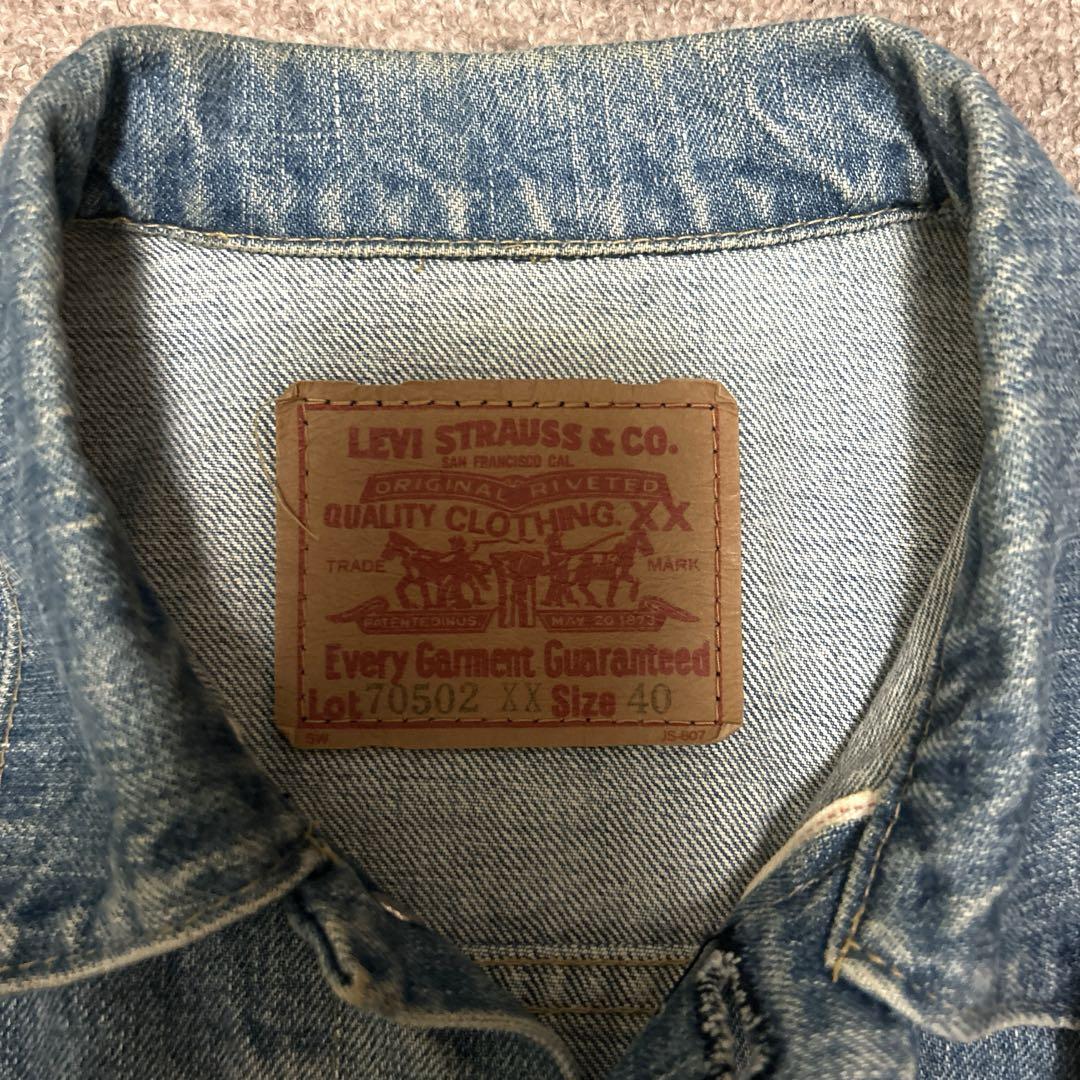 LEVI STRAUSS & CO.
SAN FRANCISCO CAL
ORIGINAL RIVETED
QUALITY CLOTHING. XX
TRADE MARK
PATENTED IN US MAY 20 1873
Every Garment Guaranteed
Lot 70502 XX Size 40
SW JS-807